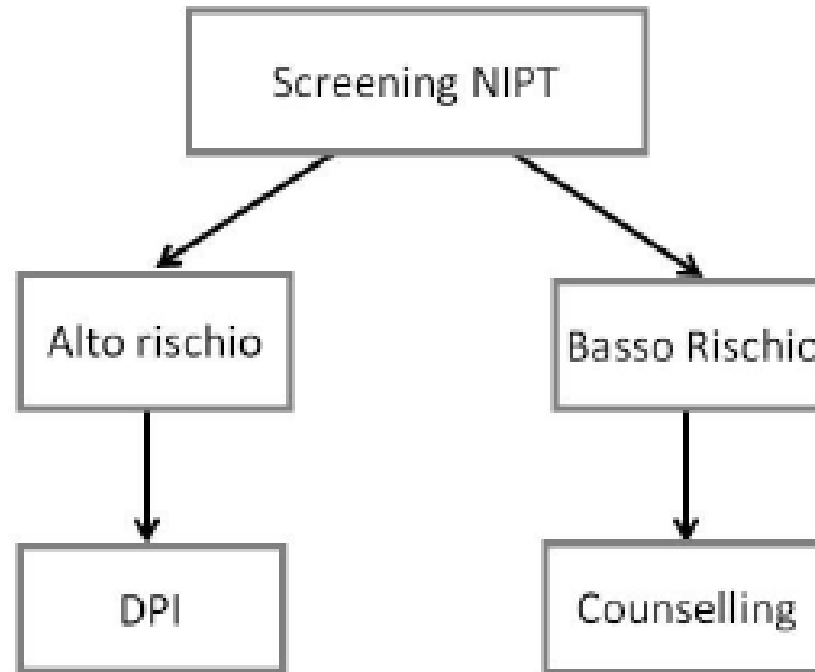 Screening NIPT
Alto rischio
Basso Rischio
DPI
Counselling